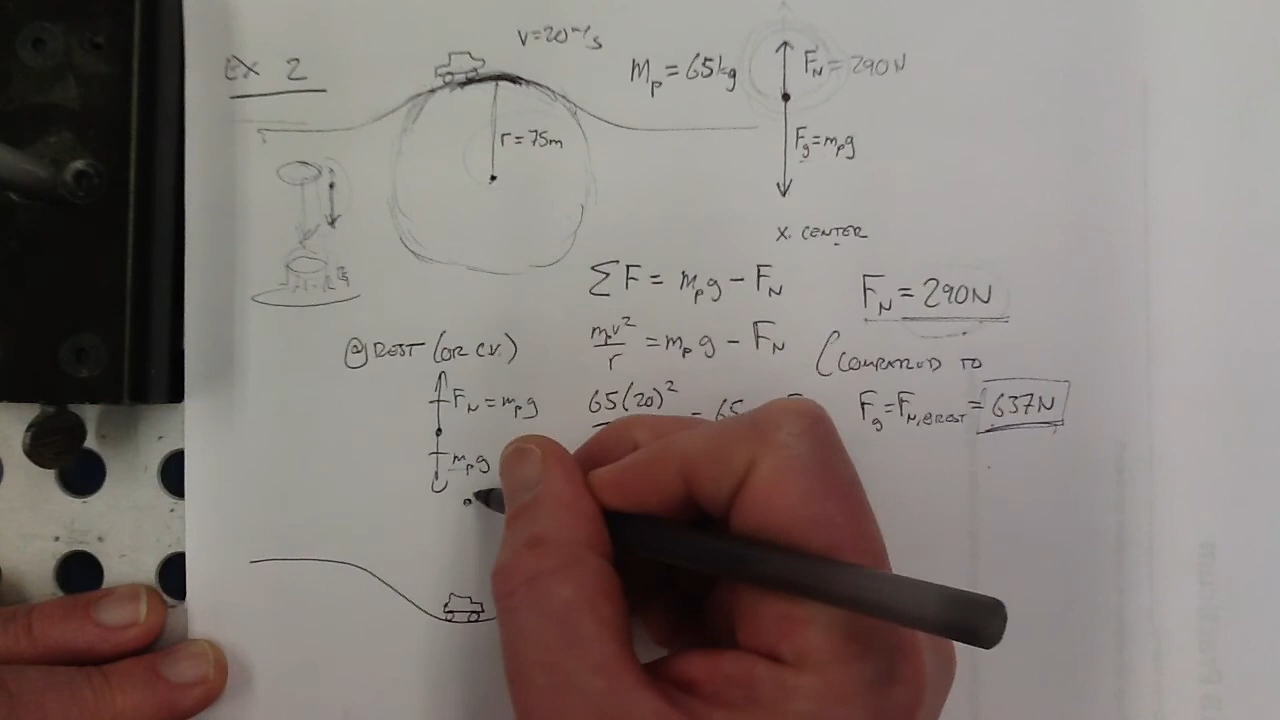 EX 2
v=20m/s
Mp = 65kg
FN = 290N
r=75m
Fg=mpg
X. CENTER
ΣF = mpg - FN
FN = 290N
@ REST (OR C.V.)
mpv²/r = mpg - FN
(COMPARED TO
FN = mpg
65(20)²
= 65
Fg=FN,@REST = 637N
mpg